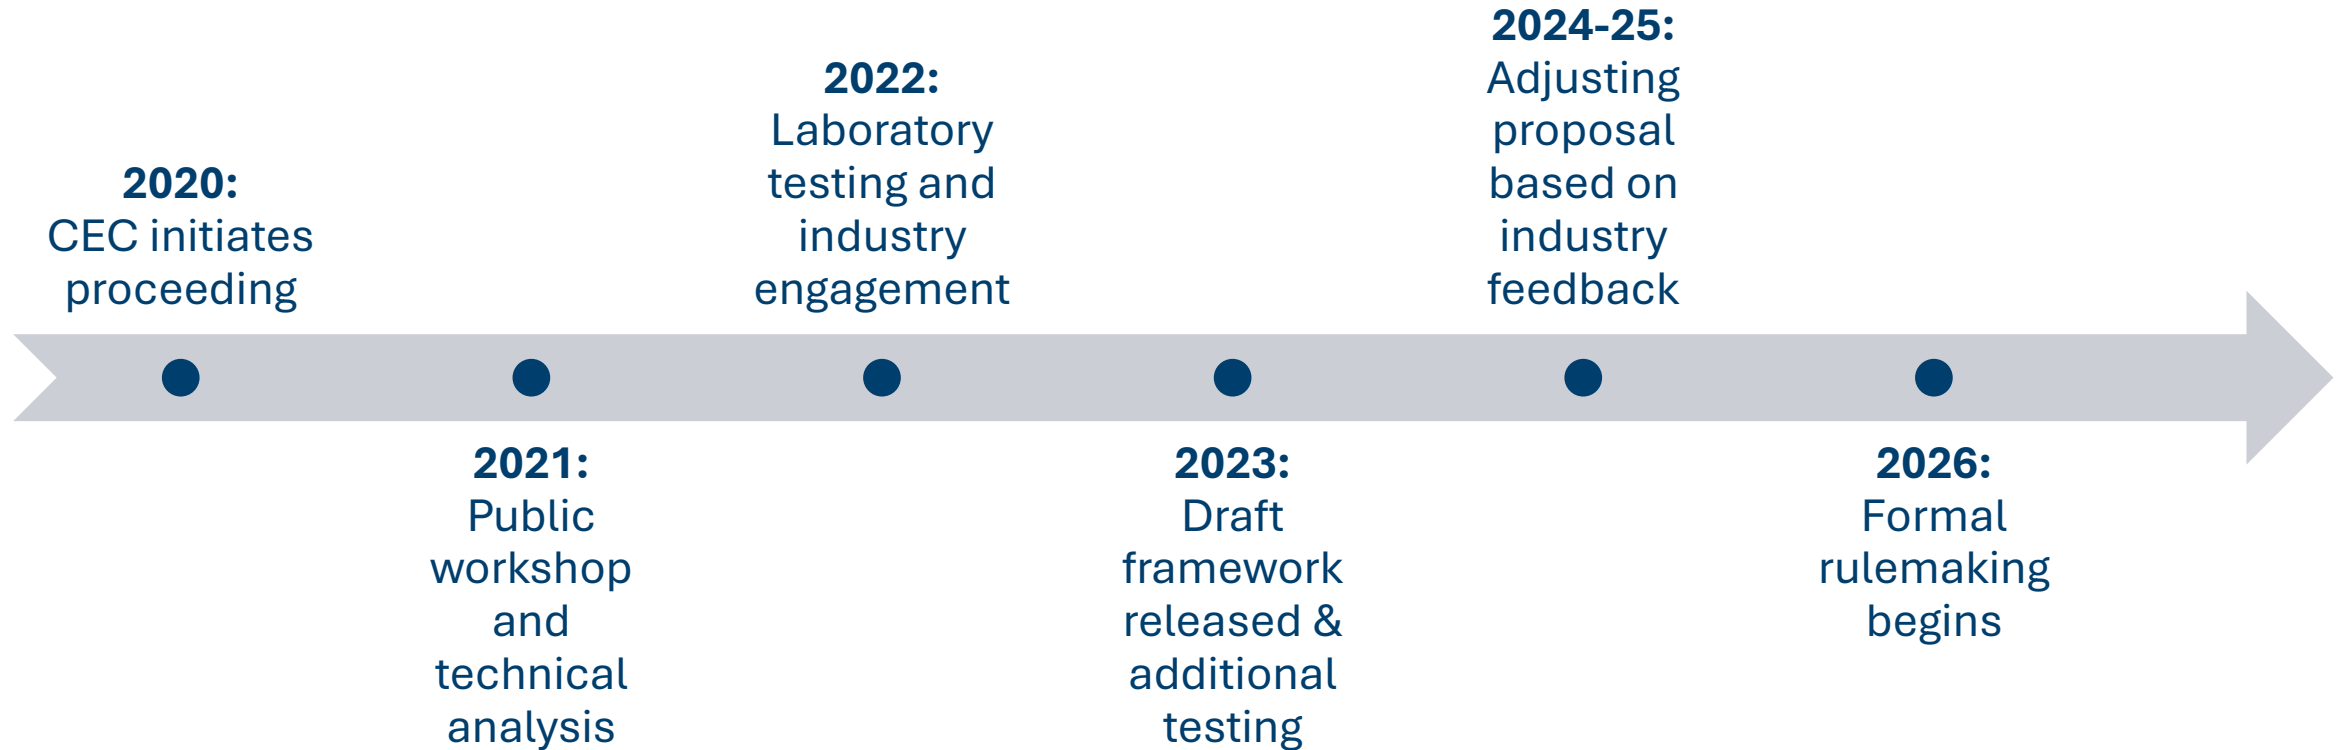 2020:
CEC initiates
proceeding
2021:
Public
workshop
and
technical
analysis
2022:
Laboratory
testing and
industry
engagement
2023:
Draft
framework
released &
additional
testing
2024-25:
Adjusting
proposal
based on
industry
feedback
2026:
Formal
rulemaking
begins